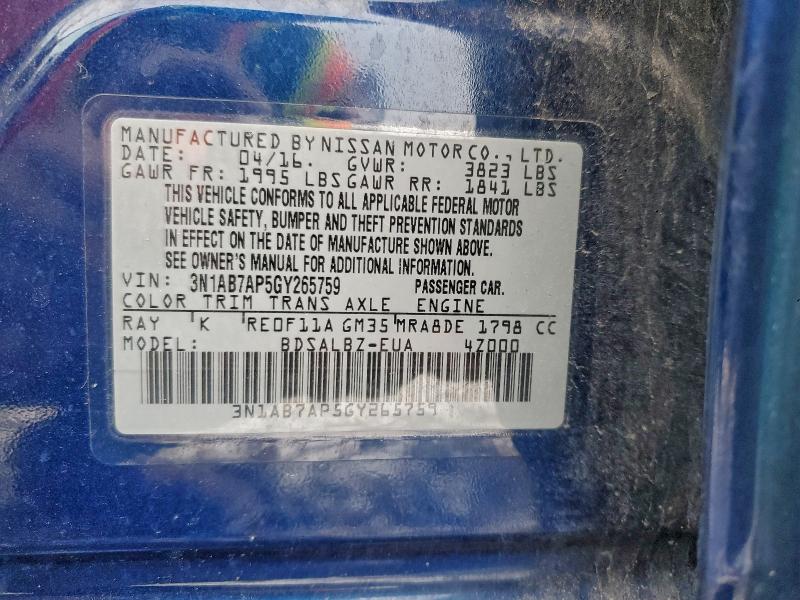 MANUFACTURED BY NISSAN MOTOR CO., LTD.
DATE: 04/16. GVWR: 3823 LBS
GAWR FR: 1995 LBS GAWR RR: 1841 LBS
THIS VEHICLE CONFORMS TO ALL APPLICABLE FEDERAL MOTOR
VEHICLE SAFETY, BUMPER AND THEFT PREVENTION STANDARDS
IN EFFECT ON THE DATE OF MANUFACTURE SHOWN ABOVE.
SEE OWNER'S MANUAL FOR ADDITIONAL INFORMATION.
VIN: 3N1AB7AP5GY265759 PASSENGER CAR.
COLOR TRIM TRANS AXLE ENGINE
RAY K RE0F11A GM35 MRA8DE 1798 CC
MODEL: BDSALBZ-EUA 4Z000
3N1AB7AP5GY265759